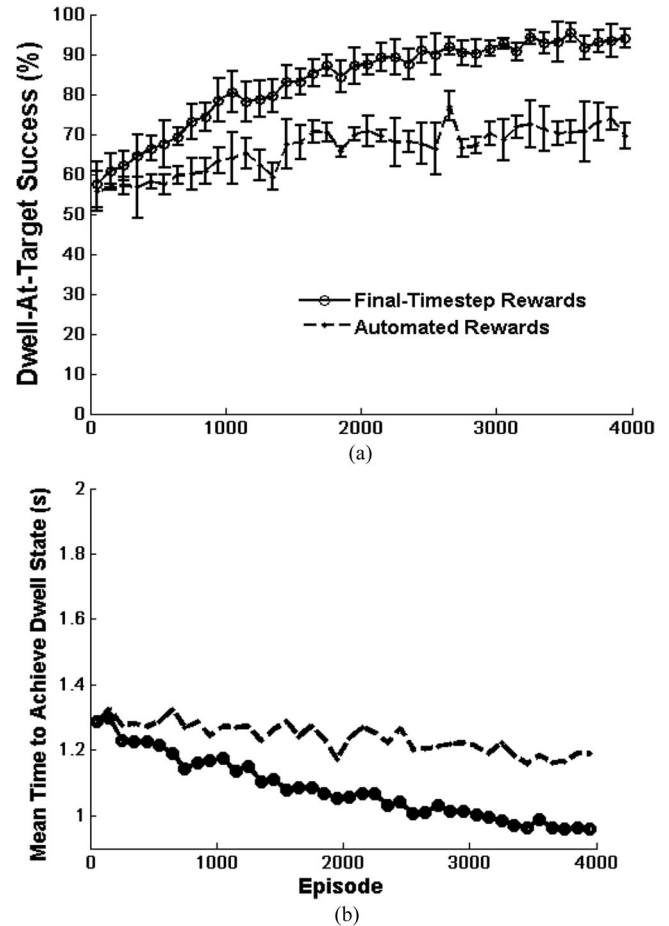 Dwell-At-Target Success (%)
100
90
80
70
60
50
40
30
20
10
0
Final-Timestep Rewards
Automated Rewards
0 1000 2000 3000 4000
(a)
Mean Time to Achieve Dwell State (s)
2
1.8
1.6
1.4
1.2
1
0 1000 2000 3000 4000
Episode
(b)